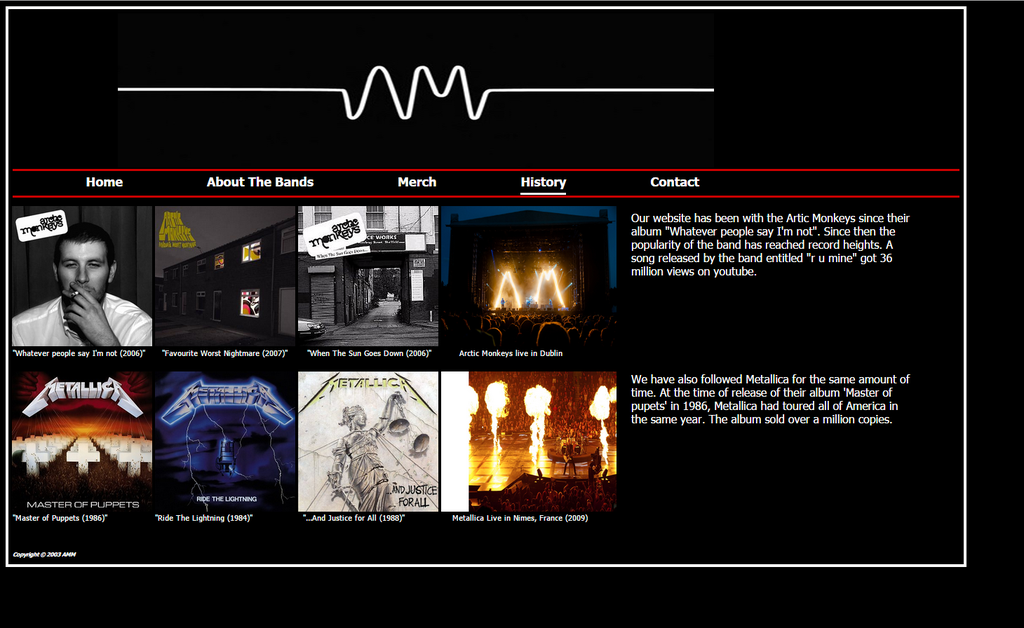 Home About The Bands Merch History Contact
arctic monkeys
ARCTIC MONKEYS
arctic monkeys
When The Sun Goes Down
Our website has been with the Artic Monkeys since their
album "Whatever people say I'm not". Since then the
popularity of the band has reached record heights. A
song released by the band entitled "r u mine" got 36
million views on youtube.
"Whatever people say I'm not (2006)" "Favourite Worst Nightmare (2007)" "When The Sun Goes Down (2006)" Arctic Monkeys live in Dublin
METALLICA
METALLICA
METALLICA
We have also followed Metallica for the same amount of
time. At the time of release of their album 'Master of
pupets' in 1986, Metallica had toured all of America in
the same year. The album sold over a million copies.
MASTER OF PUPPETS
RIDE THE LIGHTNING
...AND JUSTICE
FOR ALL
"Master of Puppets (1986)" "Ride The Lightning (1984)" "...And Justice for All (1988)" Metallica Live in Nimes, France (2009)
Copyright © 2003 AMM